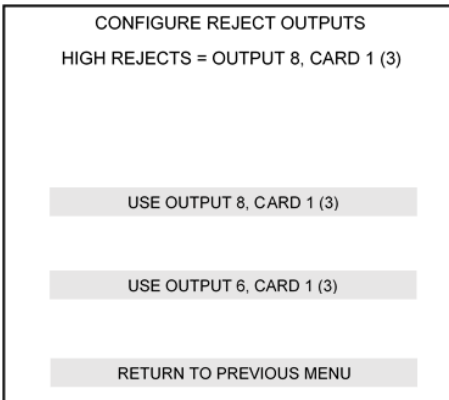 CONFIGURE REJECT OUTPUTS
HIGH REJECTS = OUTPUT 8, CARD 1 (3)
USE OUTPUT 8, CARD 1 (3)
USE OUTPUT 6, CARD 1 (3)
RETURN TO PREVIOUS MENU